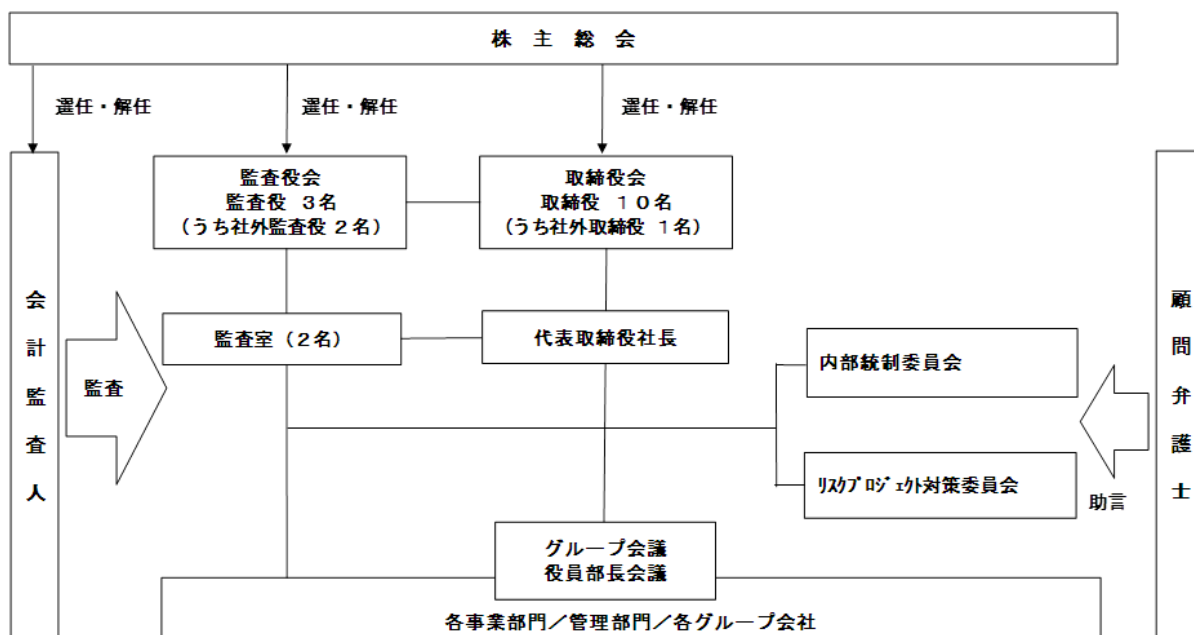 株 主 総 会
選任・解任
選任・解任
選任・解任
監査役会
監査役 3名
(うち社外監査役 2名)
取締役会
取締役 10名
(うち社外取締役 1名)
会計監査人
監査
監査室 (2名)
代表取締役社長
内部統制委員会
リスクプロジェクト対策委員会
顧問弁護士
助言
グループ会議
役員部長会議
各事業部門/管理部門/各グループ会社